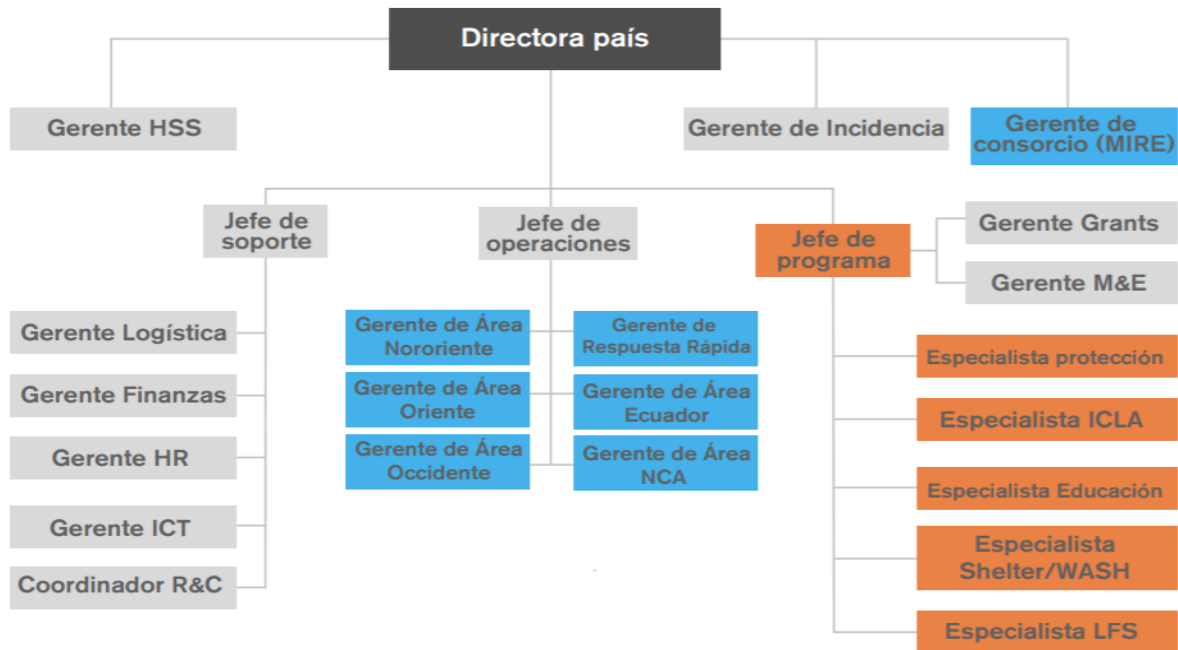 Directora país
Gerente HSS
Gerente de Incidencia
Gerente de
consorcio (MIRE)
Jefe de
soporte
Jefe de
operaciones
Jefe de
programa
Gerente Grants
Gerente M&E
Gerente Logística
Gerente Finanzas
Gerente HR
Gerente ICT
Coordinador R&C
Gerente de Área
Nororiente
Gerente de
Respuesta Rápida
Gerente de Área
Oriente
Gerente de Área
Ecuador
Gerente de Área
Occidente
Gerente de Área
NCA
Especialista protección
Especialista ICLA
Especialista Educación
Especialista
Shelter/WASH
Especialista LFS